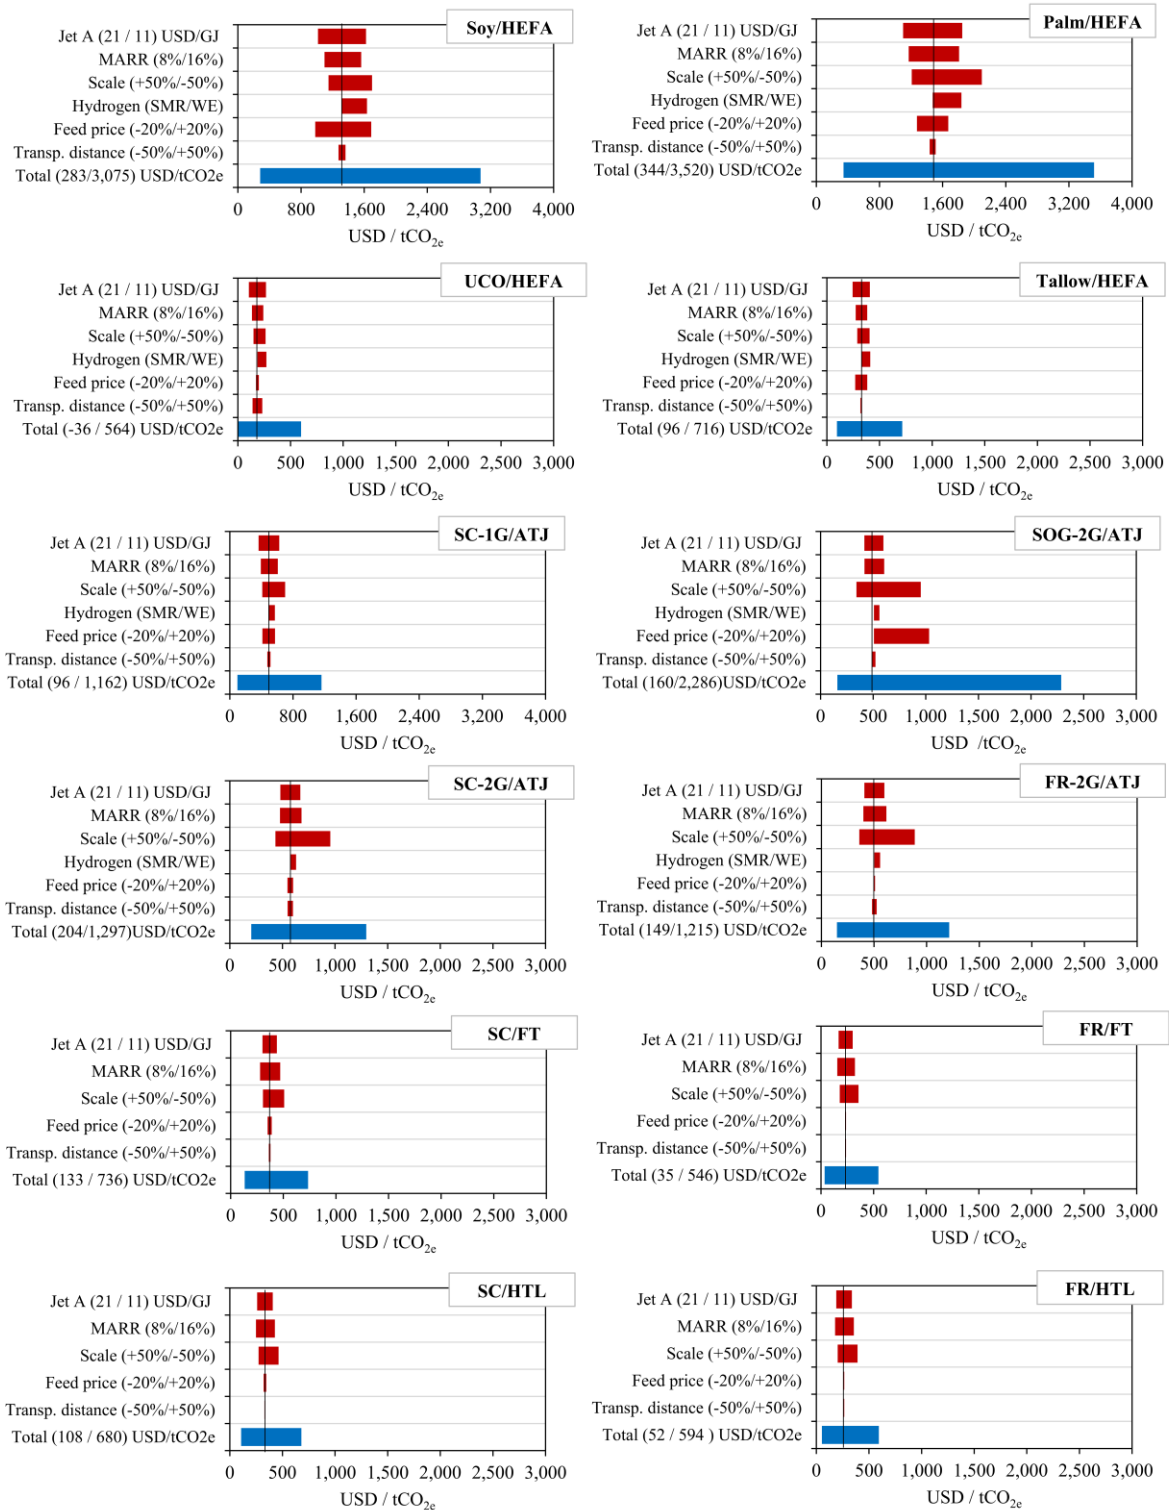 Soy/HEFA
Jet A (21 / 11) USD/GJ
MARR (8%/16%)
Scale (+50%/-50%)
Hydrogen (SMR/WE)
Feed price (-20%/+20%)
Transp. distance (-50%/+50%)
Total (283/3,075) USD/tCO2e
0 800 1,600 2,400 3,200 4,000
USD / tCO2e
Palm/HEFA
Jet A (21 / 11) USD/GJ
MARR (8%/16%)
Scale (+50%/-50%)
Hydrogen (SMR/WE)
Feed price (-20%/+20%)
Transp. distance (-50%/+50%)
Total (344/3,520) USD/tCO2e
0 800 1,600 2,400 3,200 4,000
USD / tCO2e
UCO/HEFA
Jet A (21 / 11) USD/GJ
MARR (8%/16%)
Scale (+50%/-50%)
Hydrogen (SMR/WE)
Feed price (-20%/+20%)
Transp. distance (-50%/+50%)
Total (-36 / 564) USD/tCO2e
0 500 1,000 1,500 2,000 2,500 3,000
USD / tCO2e
Tallow/HEFA
Jet A (21 / 11) USD/GJ
MARR (8%/16%)
Scale (+50%/-50%)
Hydrogen (SMR/WE)
Feed price (-20%/+20%)
Transp. distance (-50%/+50%)
Total (96 / 716) USD/tCO2e
0 500 1,000 1,500 2,000 2,500 3,000
USD / tCO2e
SC-1G/ATJ
Jet A (21 / 11) USD/GJ
MARR (8%/16%)
Scale (+50%/-50%)
Hydrogen (SMR/WE)
Feed price (-20%/+20%)
Transp. distance (-50%/+50%)
Total (96 / 1,162) USD/tCO2e
0 800 1,600 2,400 3,200 4,000
USD / tCO2e
SOG-2G/ATJ
Jet A (21 / 11) USD/GJ
MARR (8%/16%)
Scale (+50%/-50%)
Hydrogen (SMR/WE)
Feed price (-20%/+20%)
Transp. distance (-50%/+50%)
Total (160/2,286)USD/tCO2e
0 500 1,000 1,500 2,000 2,500 3,000
USD /tCO2e
SC-2G/ATJ
Jet A (21 / 11) USD/GJ
MARR (8%/16%)
Scale (+50%/-50%)
Hydrogen (SMR/WE)
Feed price (-20%/+20%)
Transp. distance (-50%/+50%)
Total (204/1,297)USD/tCO2e
0 500 1,000 1,500 2,000 2,500 3,000
USD / tCO2e
FR-2G/ATJ
Jet A (21 / 11) USD/GJ
MARR (8%/16%)
Scale (+50%/-50%)
Hydrogen (SMR/WE)
Feed price (-20%/+20%)
Transp. distance (-50%/+50%)
Total (149/1,215) USD/tCO2e
0 500 1,000 1,500 2,000 2,500 3,000
USD / tCO2e
SC/FT
Jet A (21 / 11) USD/GJ
MARR (8%/16%)
Scale (+50%/-50%)
Feed price (-20%/+20%)
Transp. distance (-50%/+50%)
Total (133 / 736) USD/tCO2e
0 500 1,000 1,500 2,000 2,500 3,000
USD / tCO2e
FR/FT
Jet A (21 / 11) USD/GJ
MARR (8%/16%)
Scale (+50%/-50%)
Feed price (-20%/+20%)
Transp. distance (-50%/+50%)
Total (35 / 546) USD/tCO2e
0 500 1,000 1,500 2,000 2,500 3,000
USD / tCO2e
SC/HTL
Jet A (21 / 11) USD/GJ
MARR (8%/16%)
Scale (+50%/-50%)
Feed price (-20%/+20%)
Transp. distance (-50%/+50%)
Total (108 / 680) USD/tCO2e
0 500 1,000 1,500 2,000 2,500 3,000
USD / tCO2e
FR/HTL
Jet A (21 / 11) USD/GJ
MARR (8%/16%)
Scale (+50%/-50%)
Feed price (-20%/+20%)
Transp. distance (-50%/+50%)
Total (52 / 594 ) USD/tCO2e
0 500 1,000 1,500 2,000 2,500 3,000
USD / tCO2e